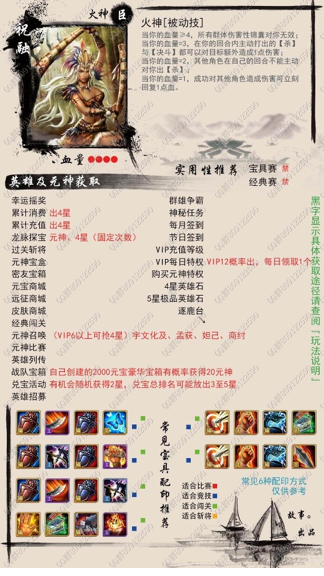 祝融
火神
臣
火神[被动技]
当你的血量≥4，所有群体伤害性锦囊对你无效；
当你的血量=3，在你的回合内主动打出的【杀】
与【决斗】都可以对目标额外造成1点伤害；
当你的血量=2，其他角色在自己的回合不能主动
对你出【杀】；
当你的血量=1，成功对其他角色造成伤害可立刻
回复1点血。
血量
实用性推荐
宝具赛 禁
经典赛 禁
英雄及元神获取
幸运摇奖
累计消费 出4星
累计充值 出4星
龙脉探宝 元神、4星（固定次数）
过关斩将
元神宝盒
密友宝箱
元宝商城
远征商城
皮肤商城
经典闯关
元神召唤 （VIP6以上可抢4星）宇文化及、孟获、妲己、商纣
元神比赛
英雄列传
战队宝箱 自己创建的2000元宝豪华宝箱有概率获得20元神
兑宝活动 有机会随机获得2星，兑宝总排名可能放出3至5星
英雄招募
群雄争霸
神秘任务
每月签到
节日签到
VIP充值等级
VIP每日特权 VIP12概率出，每日领取1个
购买元神特权
4星英雄石
5星极品英雄石
逐鹿台
黑字显示具体获取途径请查阅『玩法说明』
常见宝具配印推荐
适合比赛
适合竞技
适合闯关
适合斩将
常见6种配印方式
仅供参考
故事。
出品